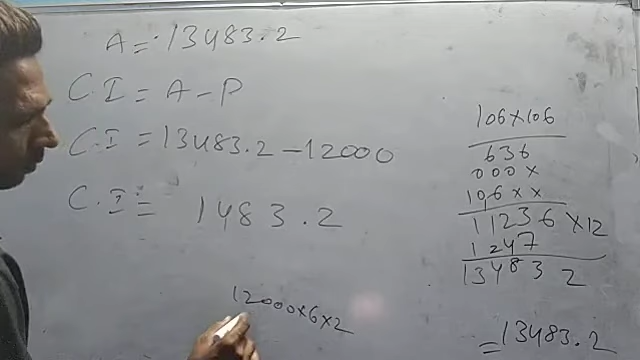 A = 13483.2
C.I = A - P
C.I = 13483.2 - 12000
C.I = 1483.2
12000×6×2
106×106
636
000×
106××
11236×12
1247
134832
=13483.2